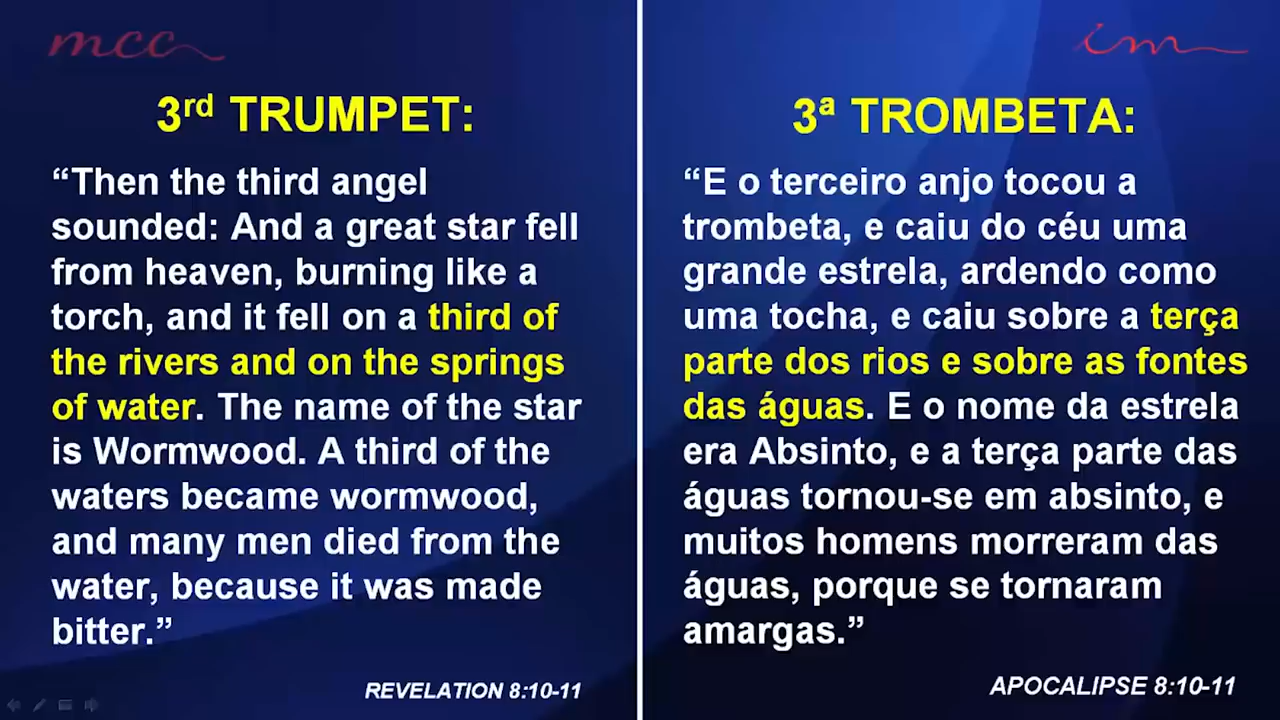 mcc
3rd TRUMPET:
“Then the third angel
sounded: And a great star fell
from heaven, burning like a
torch, and it fell on a third of
the rivers and on the springs
of water. The name of the star
is Wormwood. A third of the
waters became wormwood,
and many men died from the
water, because it was made
bitter.”
REVELATION 8:10-11
im
3ª TROMBETA:
“E o terceiro anjo tocou a
trombeta, e caiu do céu uma
grande estrela, ardendo como
uma tocha, e caiu sobre a terça
parte dos rios e sobre as fontes
das águas. E o nome da estrela
era Absinto, e a terça parte das
águas tornou-se em absinto, e
muitos homens morreram das
águas, porque se tornaram
amargas.”
APOCALIPSE 8:10-11